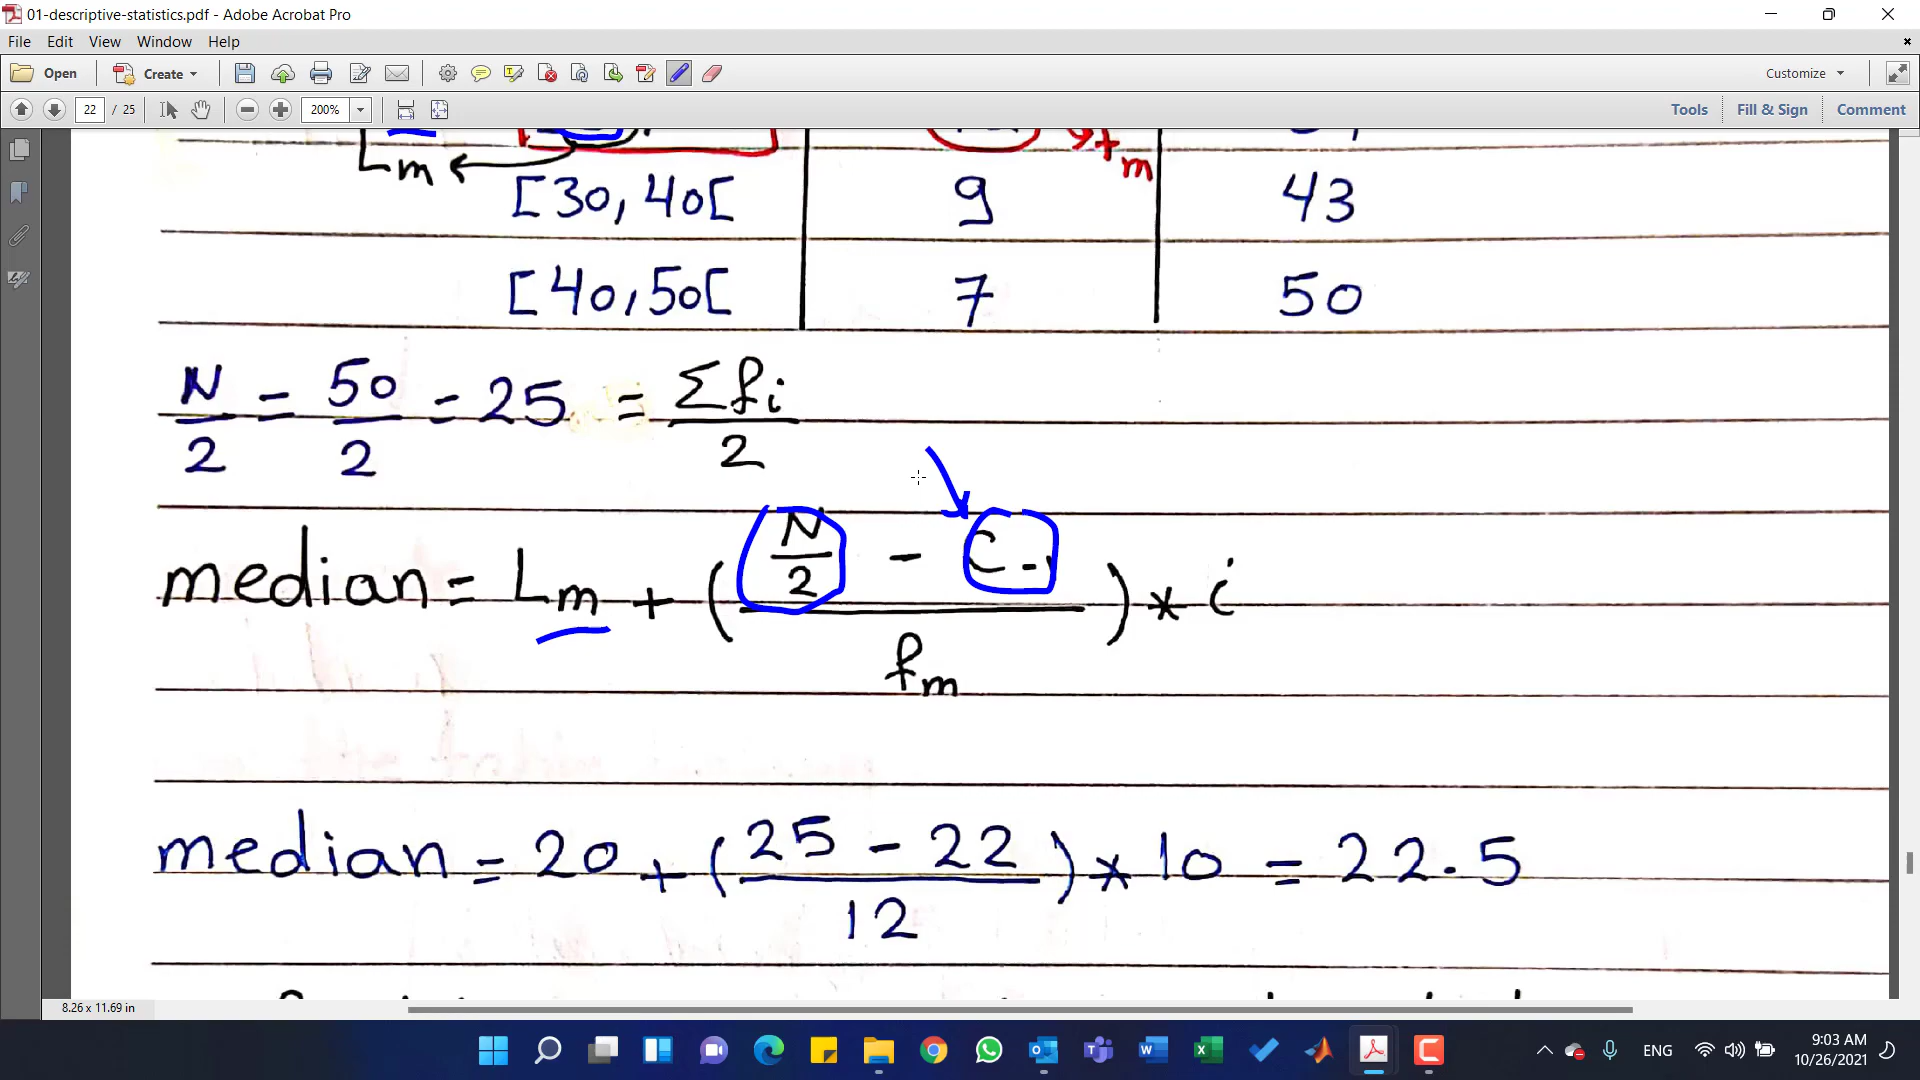 01-descriptive-statistics.pdf - Adobe Acrobat Pro
File Edit View Window Help
Open Create Customize
22 / 25 200% Tools Fill & Sign Comment
Lm fm
[30, 40[ 9 43
[40, 50[ 7 50
N/2 = 50/2 = 25 = Σfi/2
median = Lm + ( (N/2 - C-1) / fm ) * i
median = 20 + ( (25 - 22) / 12 ) * 10 = 22.5
8.26 x 11.69 in
ENG
9:03 AM
10/26/2021